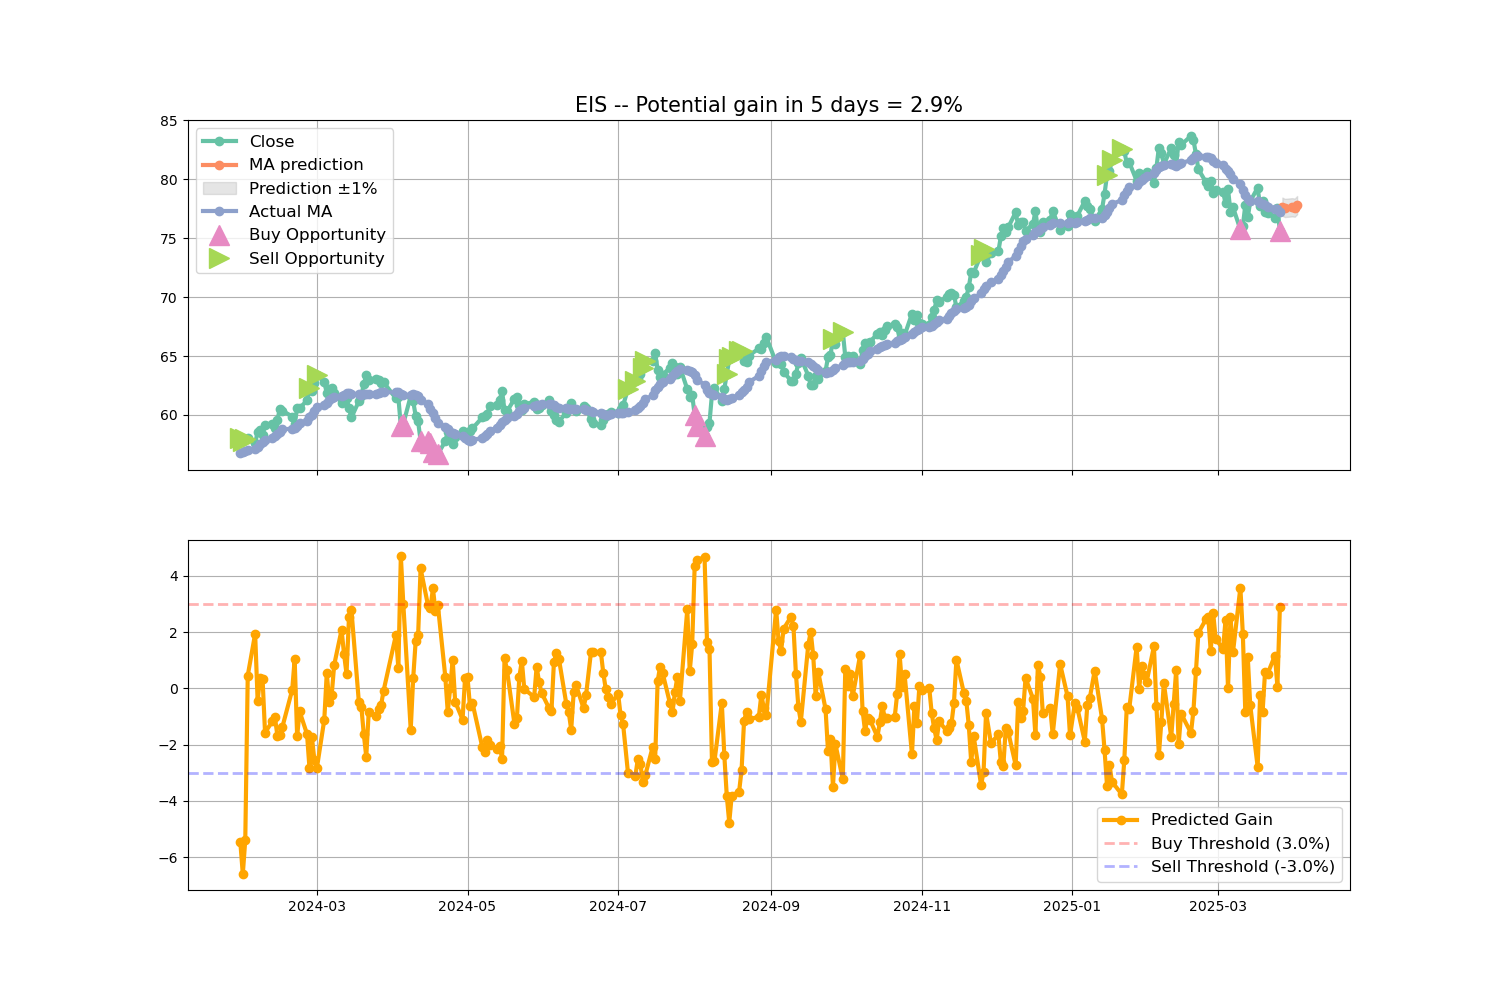 EIS -- Potential gain in 5 days = 2.9%
85
80
75
70
65
60
Close
MA prediction
Prediction ±1%
Actual MA
Buy Opportunity
Sell Opportunity
4
2
0
−2
−4
−6
Predicted Gain
Buy Threshold (3.0%)
Sell Threshold (-3.0%)
2024-03
2024-05
2024-07
2024-09
2024-11
2025-01
2025-03